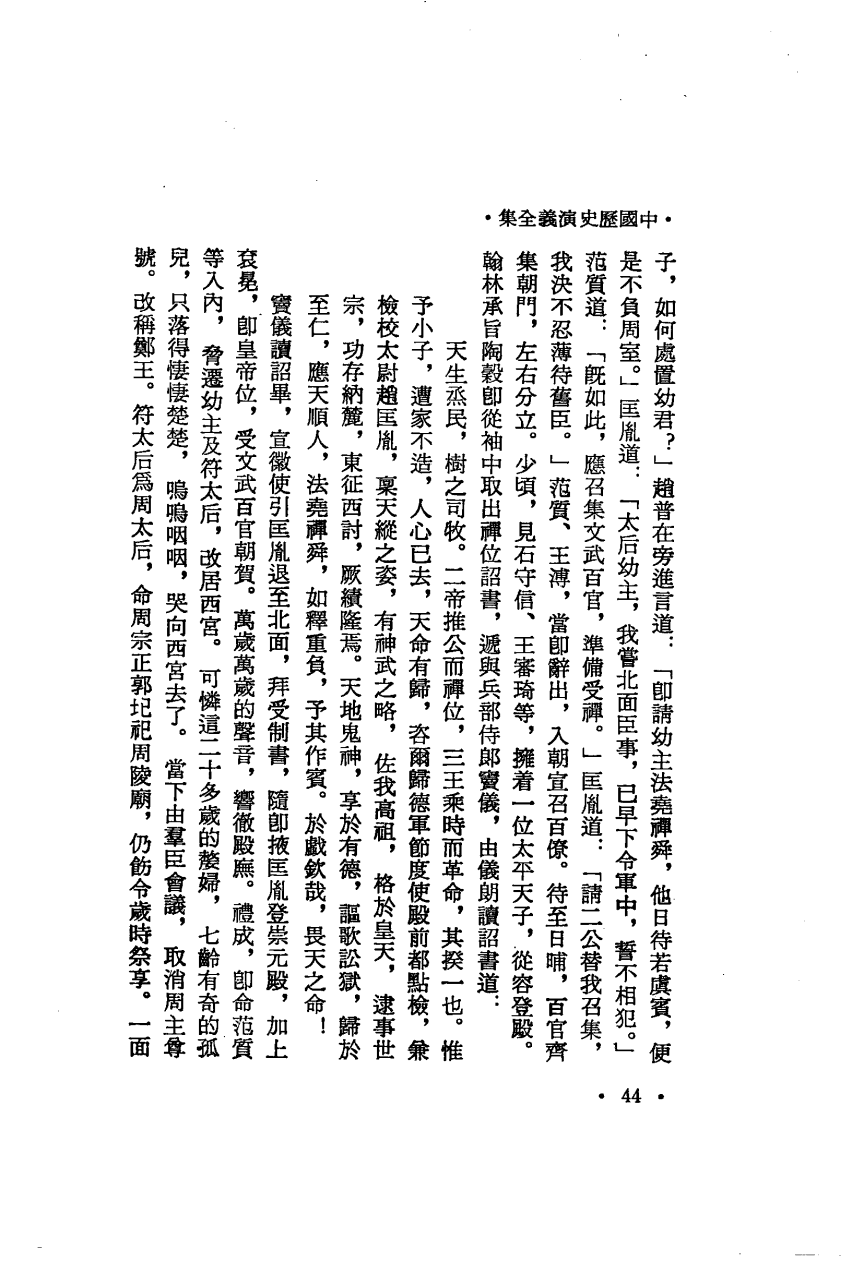 ·中國歷史演義全集·
子，如何處置幼君？」趙普在旁進言道：「卽請幼主法堯禪舜，他日待若虞賓，便
是不負周室。」匡胤道：「太后幼主，我嘗北面臣事，已早下令軍中，誓不相犯。」
范質道：「旣如此，應召集文武百官，準備受禪。」匡胤道：「請二公替我召集，
我決不忍薄待舊臣。」范質、王溥，當卽辭出，入朝宣召百僚。待至日晡，百官齊
集朝門，左右分立。少頃，見石守信、王審琦等，擁着一位太平天子，從容登殿。
翰林承旨陶穀卽從袖中取出禪位詔書，遞與兵部侍郎竇儀，由儀朗讀詔書道：
天生烝民，樹之司牧。二帝推公而禪位，三王乘時而革命，其揆一也。惟
予小子，遭家不造，人心已去，天命有歸，咨爾歸德軍節度使殿前都點檢，兼
檢校太尉趙匡胤，稟天縱之姿，有神武之略，佐我高祖，格於皇天，逮事世
宗，功存納麓，東征西討，厥績隆焉。天地鬼神，享於有德，謳歌訟獄，歸於
至仁，應天順人，法堯禪舜，如釋重負，予其作賓。於戲欽哉，畏天之命！
竇儀讀詔畢，宣徽使引匡胤退至北面，拜受制書，隨卽掖匡胤登崇元殿，加上
袞冕，卽皇帝位，受文武百官朝賀。萬歲萬歲的聲音，響徹殿廡。禮成，卽命范質
等入內，脅遷幼主及符太后，改居西宮。可憐這二十多歲的嫠婦，七齡有奇的孤
兒，只落得悽悽楚楚，嗚嗚咽咽，哭向西宮去了。當下由羣臣會議，取消周主尊
號。改稱鄭王。符太后爲周太后，命周宗正郭圮祀周陵廟，仍飭令歲時祭享。一面
·44·